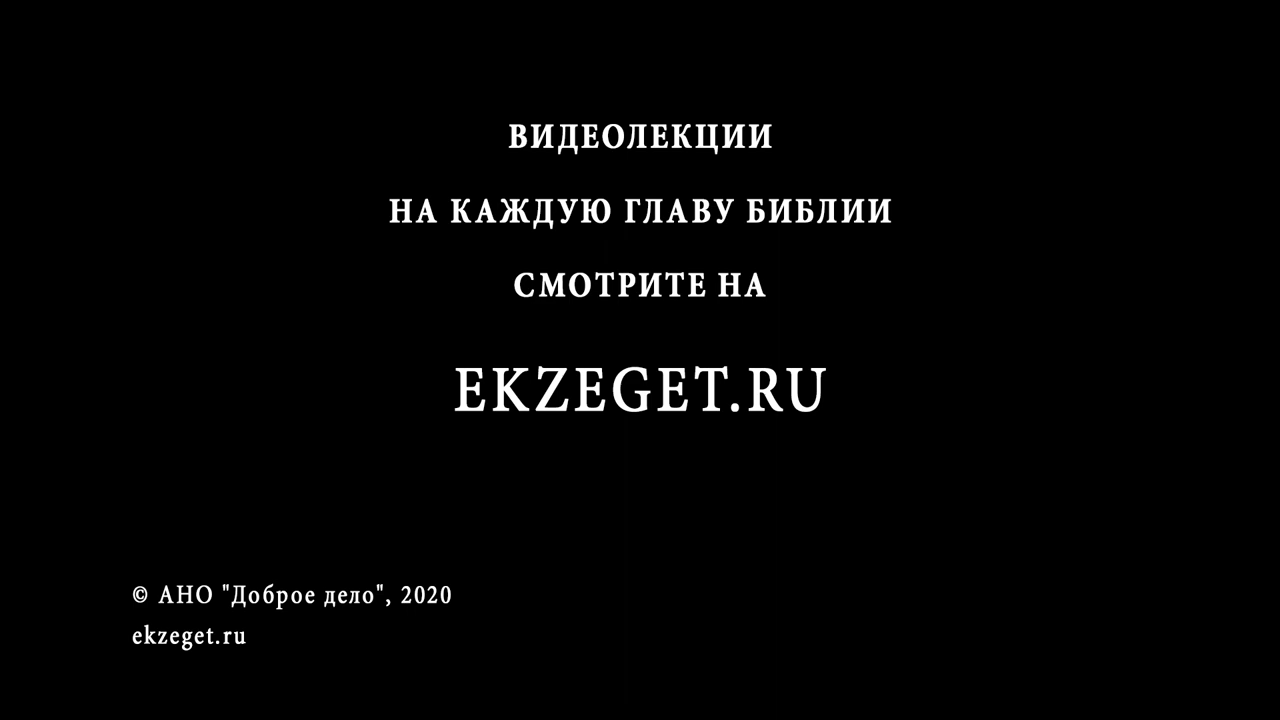 ВИДЕОЛЕКЦИИ
НА КАЖДУЮ ГЛАВУ БИБЛИИ
СМОТРИТЕ НА
EKZEGET.RU
© АНО "Доброе дело", 2020
ekzeget.ru